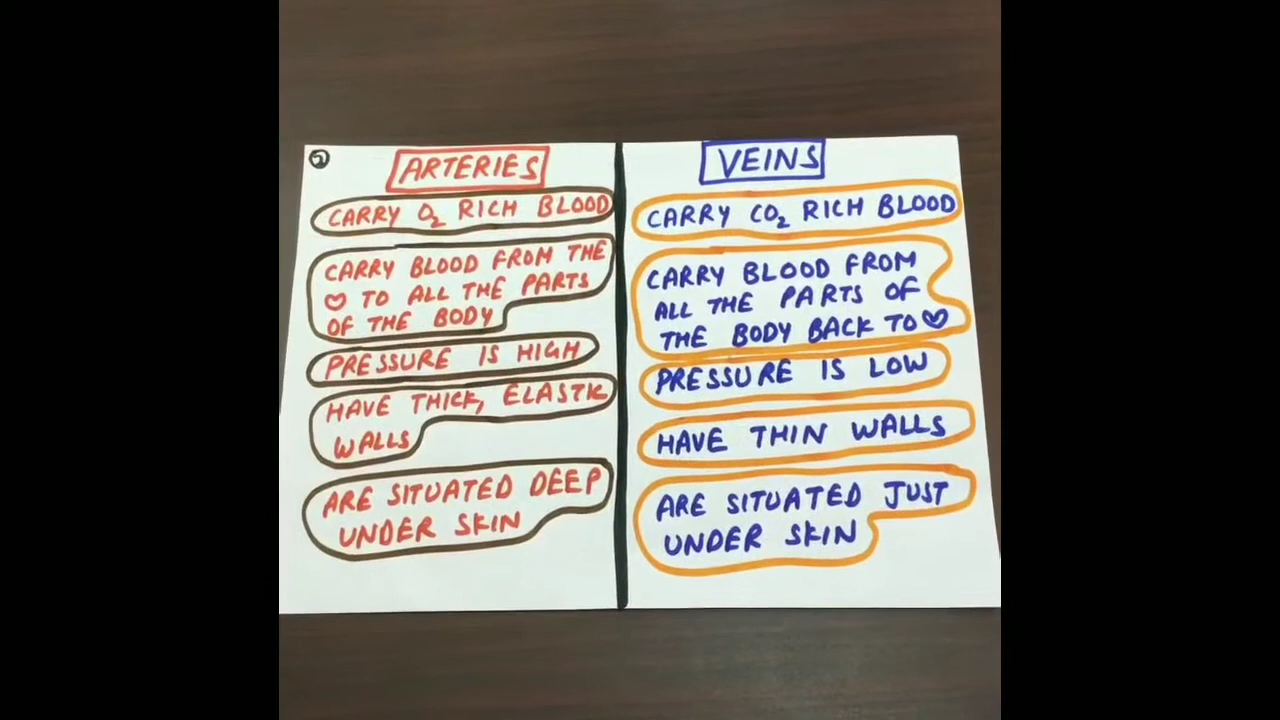 ARTERIES
CARRY O₂ RICH BLOOD
CARRY BLOOD FROM THE
♡ TO ALL THE PARTS
OF THE BODY
PRESSURE IS HIGH
HAVE THICK, ELASTIC
WALLS
ARE SITUATED DEEP
UNDER SKIN
VEINS
CARRY CO₂ RICH BLOOD
CARRY BLOOD FROM
ALL THE PARTS OF
THE BODY BACK TO ♡
PRESSURE IS LOW
HAVE THIN WALLS
ARE SITUATED JUST
UNDER SKIN